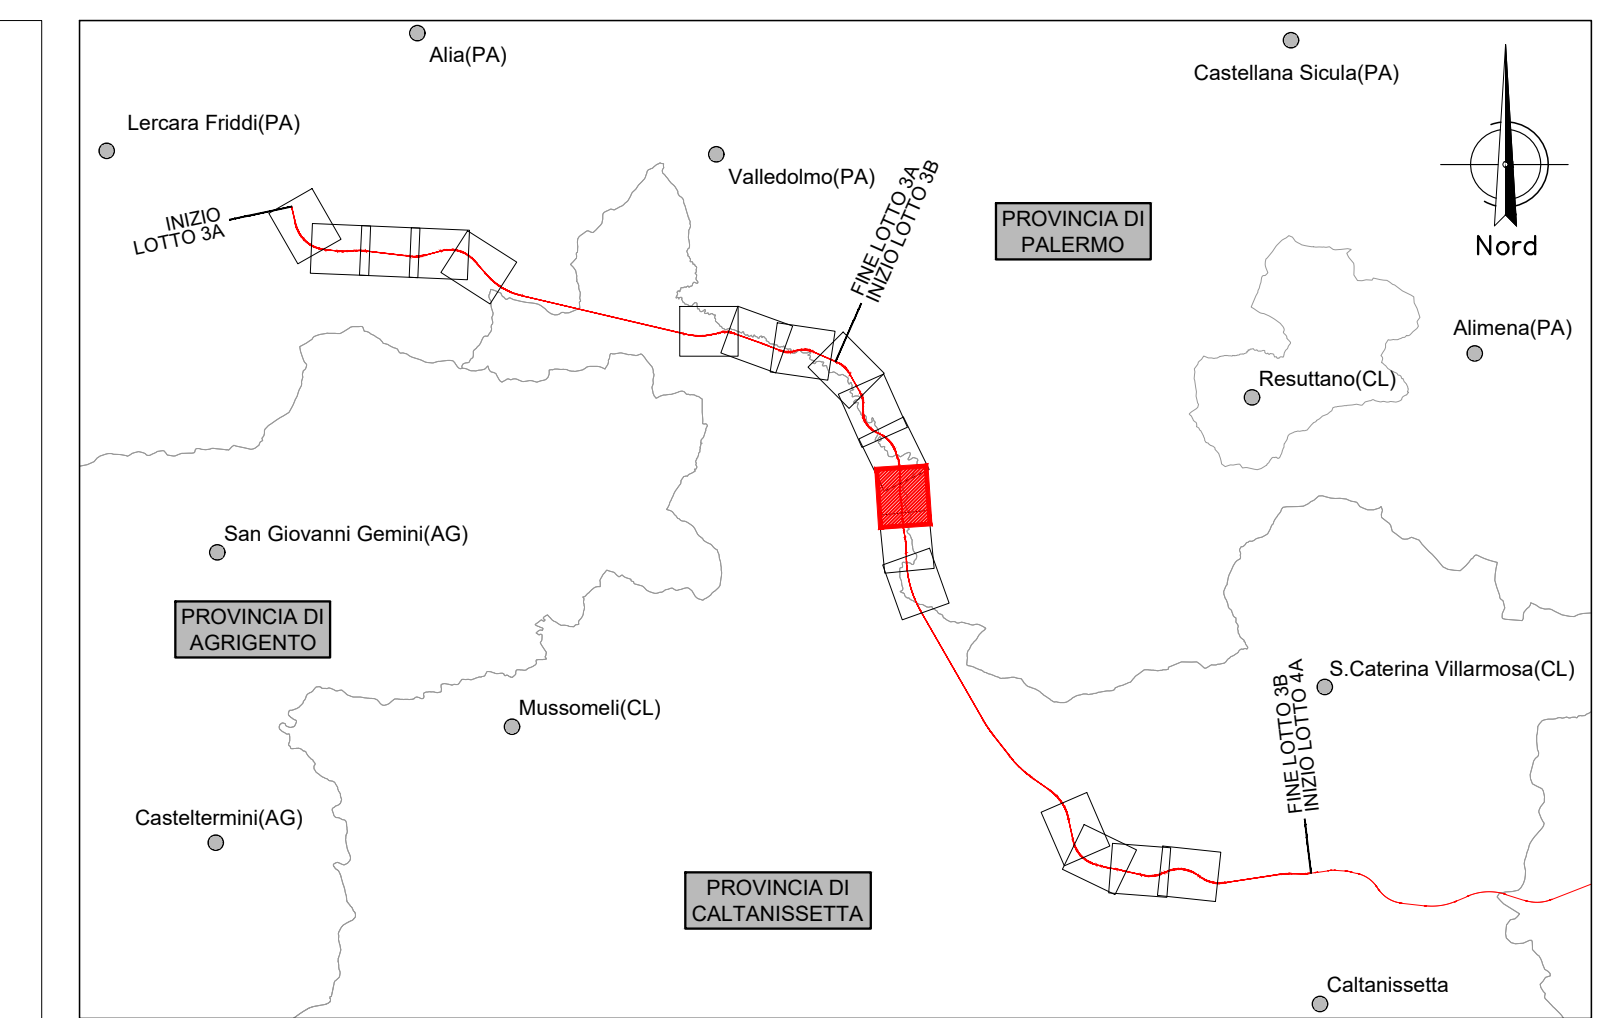 Alia(PA)
Castellana Sicula(PA)
Lercara Friddi(PA)
Valledolmo(PA)
INIZIO
LOTTO 3A
FINE LOTTO 3A
INIZIO LOTTO 3B
PROVINCIA DI
PALERMO
Nord
Alimena(PA)
Resuttano(CL)
San Giovanni Gemini(AG)
PROVINCIA DI
AGRIGENTO
S.Caterina Villarmosa(CL)
FINE LOTTO 3B
INIZIO LOTTO 4A
Mussomeli(CL)
Casteltermini(AG)
PROVINCIA DI
CALTANISSETTA
Caltanissetta